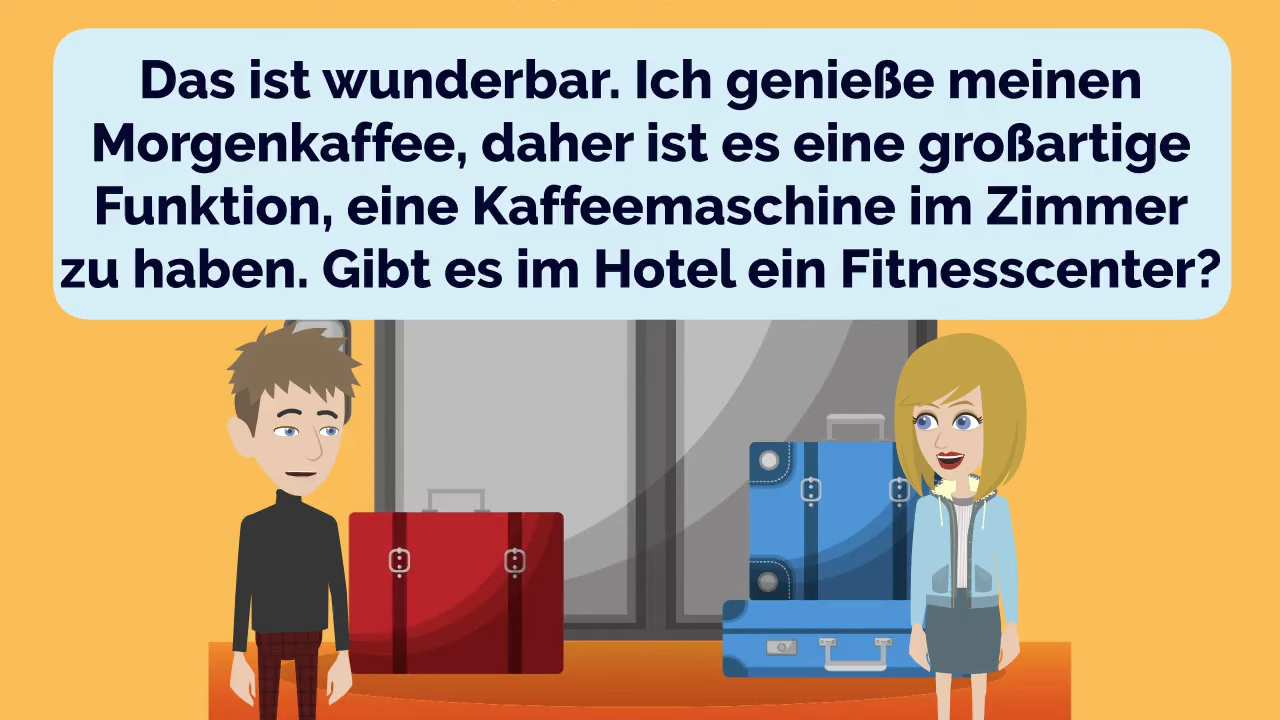 Das ist wunderbar. Ich genieße meinen
Morgenkaffee, daher ist es eine großartige
Funktion, eine Kaffeemaschine im Zimmer
zu haben. Gibt es im Hotel ein Fitnesscenter?